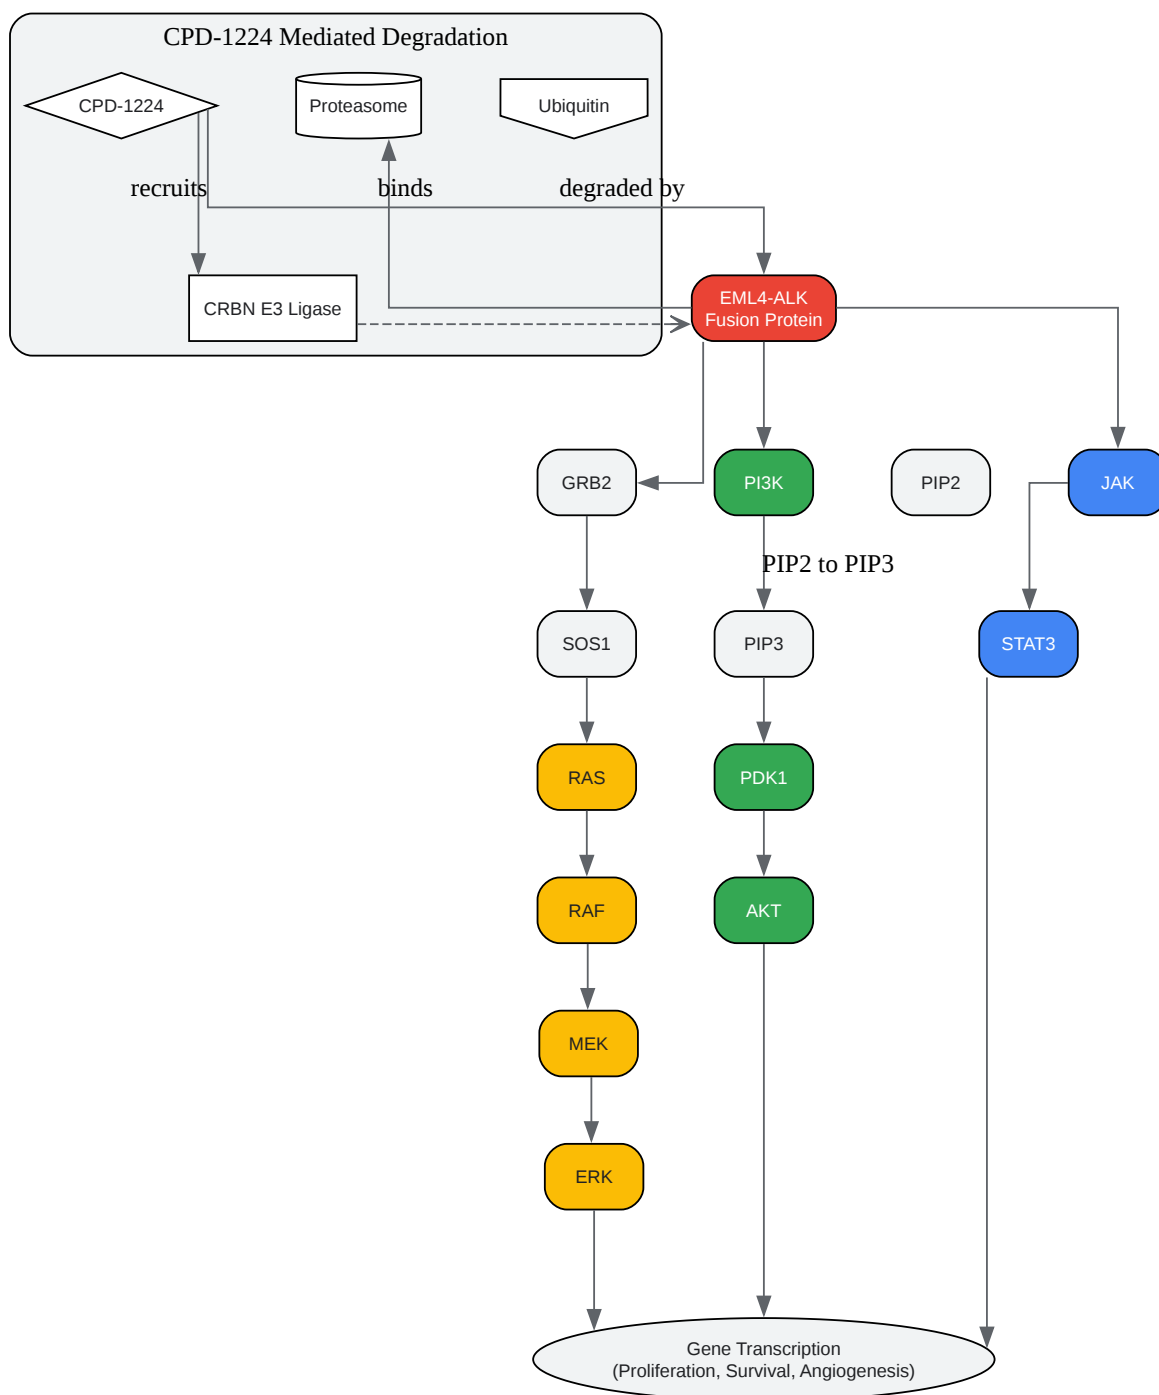 CPD-1224 Mediated Degradation
CPD-1224
Proteasome
Ubiquitin
recruits
binds
degraded by
CRBN E3 Ligase
EML4-ALK
Fusion Protein
GRB2
PI3K
PIP2
JAK
PIP2 to PIP3
SOS1
PIP3
STAT3
RAS
PDK1
RAF
AKT
MEK
ERK
Gene Transcription
(Proliferation, Survival, Angiogenesis)